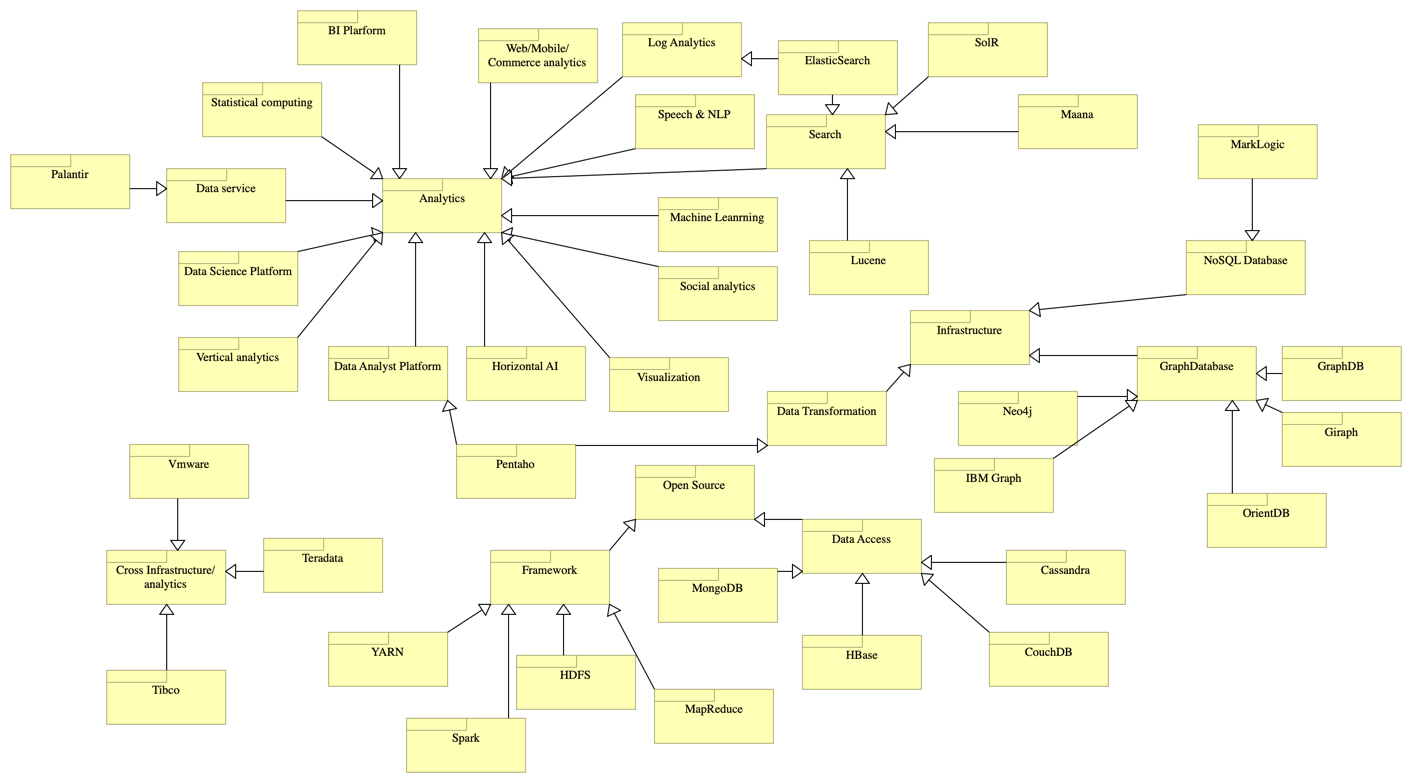 BI Plarform
Web/Mobile/
Commerce analytics
Log Analytics
ElasticSearch
SolR
Statistical computing
Speech & NLP
Search
Maana
MarkLogic
Palantir
Data service
Analytics
Machine Leanrning
Lucene
NoSQL Database
Data Science Platform
Social analytics
Infrastructure
Vertical analytics
Data Analyst Platform
Horizontal AI
Visualization
GraphDatabase
GraphDB
Data Transformation
Neo4j
Giraph
Vmware
Pentaho
IBM Graph
Open Source
OrientDB
Cross Infrastructure/
analytics
Teradata
Framework
Data Access
MongoDB
Cassandra
YARN
HDFS
HBase
CouchDB
Tibco
MapReduce
Spark